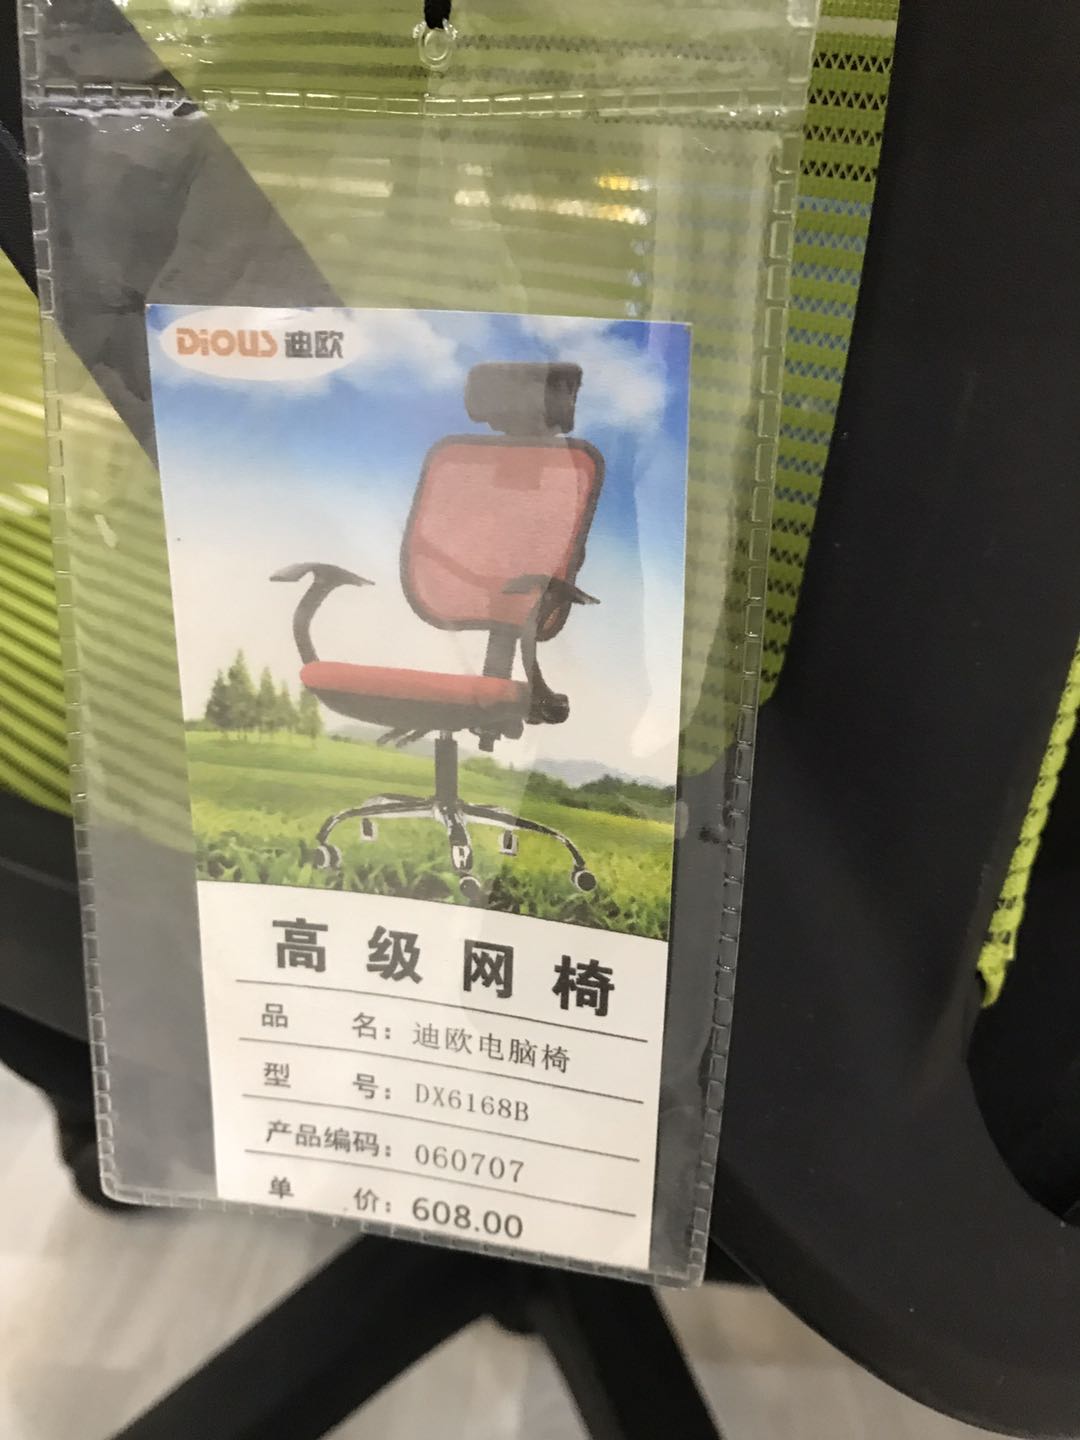 DiOUS 迪欧
高级网椅
品名：迪欧电脑椅
型号：DX6168B
产品编码：060707
单价：608.00